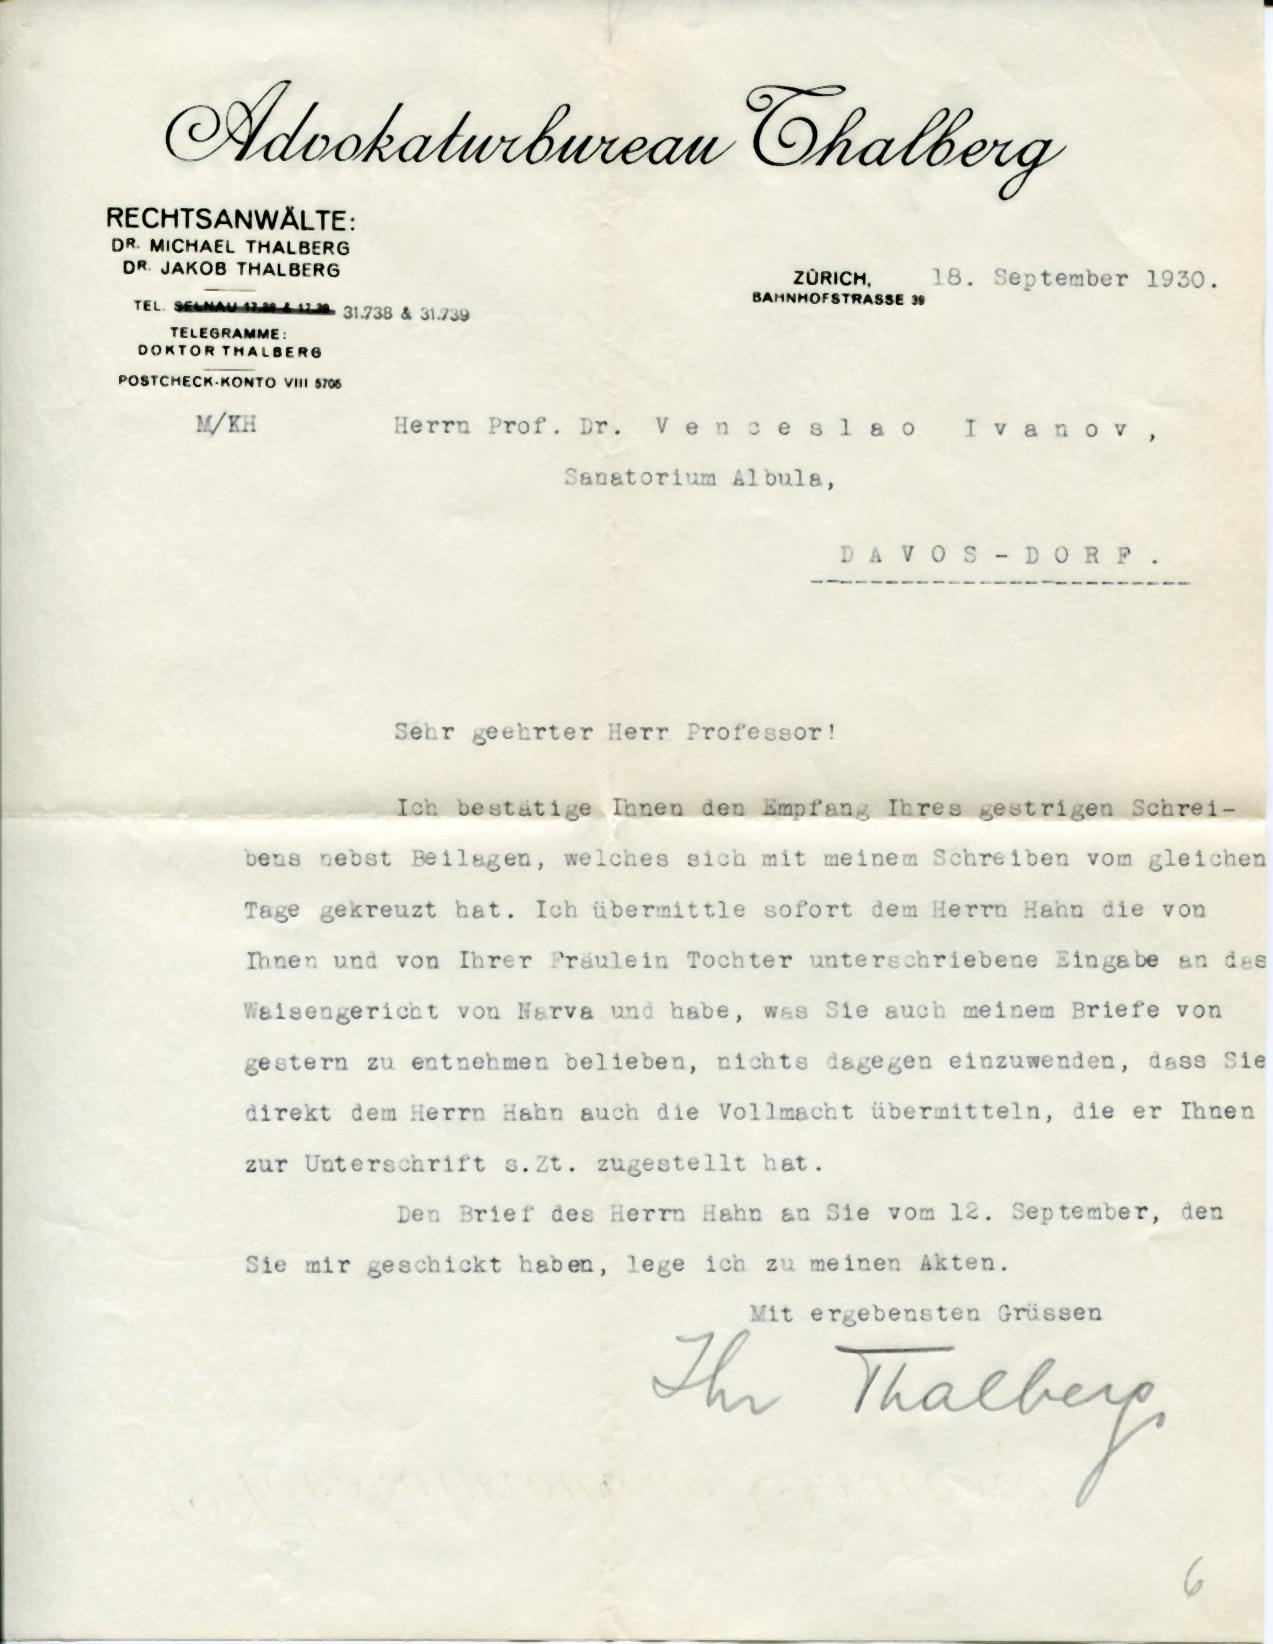 Advokaturbureau Thalberg
RECHTSANWÄLTE:
DR. MICHAEL THALBERG
DR. JAKOB THALBERG
TEL. SELNAU 31.738 & 31.739
TELEGRAMME:
DOKTOR THALBERG
POSTCHECK-KONTO VIII 5706
ZÜRICH, 18. September 1930.
BAHNHOFSTRASSE 39
M/KH
Herrn Prof. Dr. Venceslao Ivanov,
Sanatorium Albula,
DAVOS-DORF.
Sehr geehrter Herr Professor!
Ich bestätige Ihnen den Empfang Ihres gestrigen Schrei-
bens nebst Beilagen, welches sich mit meinem Schreiben vom gleichen
Tage gekreuzt hat. Ich übermittle sofort dem Herrn Hahn die von
Ihnen und von Ihrer Fräulein Tochter unterschriebene Eingabe an das
Waisengericht von Narva und habe, was Sie auch meinem Briefe von
gestern zu entnehmen belieben, nichts dagegen einzuwenden, dass Sie
direkt dem Herrn Hahn auch die Vollmacht übermitteln, die er Ihnen
zur Unterschrift s.Zt. zugestellt hat.
Den Brief des Herrn Hahn an Sie vom 12. September, den
Sie mir geschickt haben, lege ich zu meinen Akten.
Mit ergebensten Grüssen
Ihr Thalberg
6